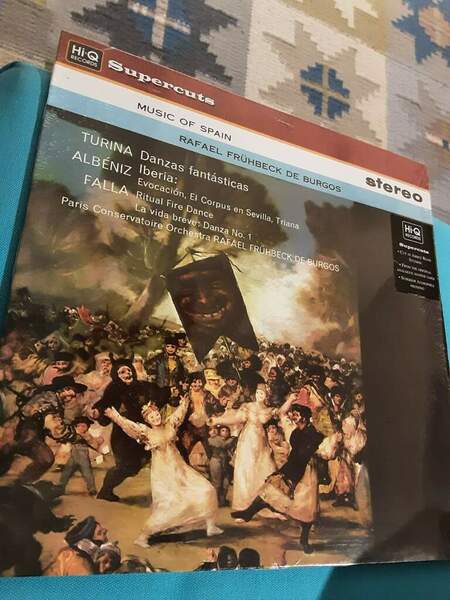 Hi-Q
RECORDS
Supercuts
MUSIC OF SPAIN
RAFAEL FRÜHBECK DE BURGOS
stereo
TURINA Danzas fantásticas
ALBÉNIZ Iberia:
Evocación, El Corpus en Sevilla, Triana
FALLA Ritual Fire Dance
La vida breve: Danza No. 1
Paris Conservatoire Orchestra RAFAEL FRÜHBECK DE BURGOS
Hi-Q
RECORDS
Supercuts